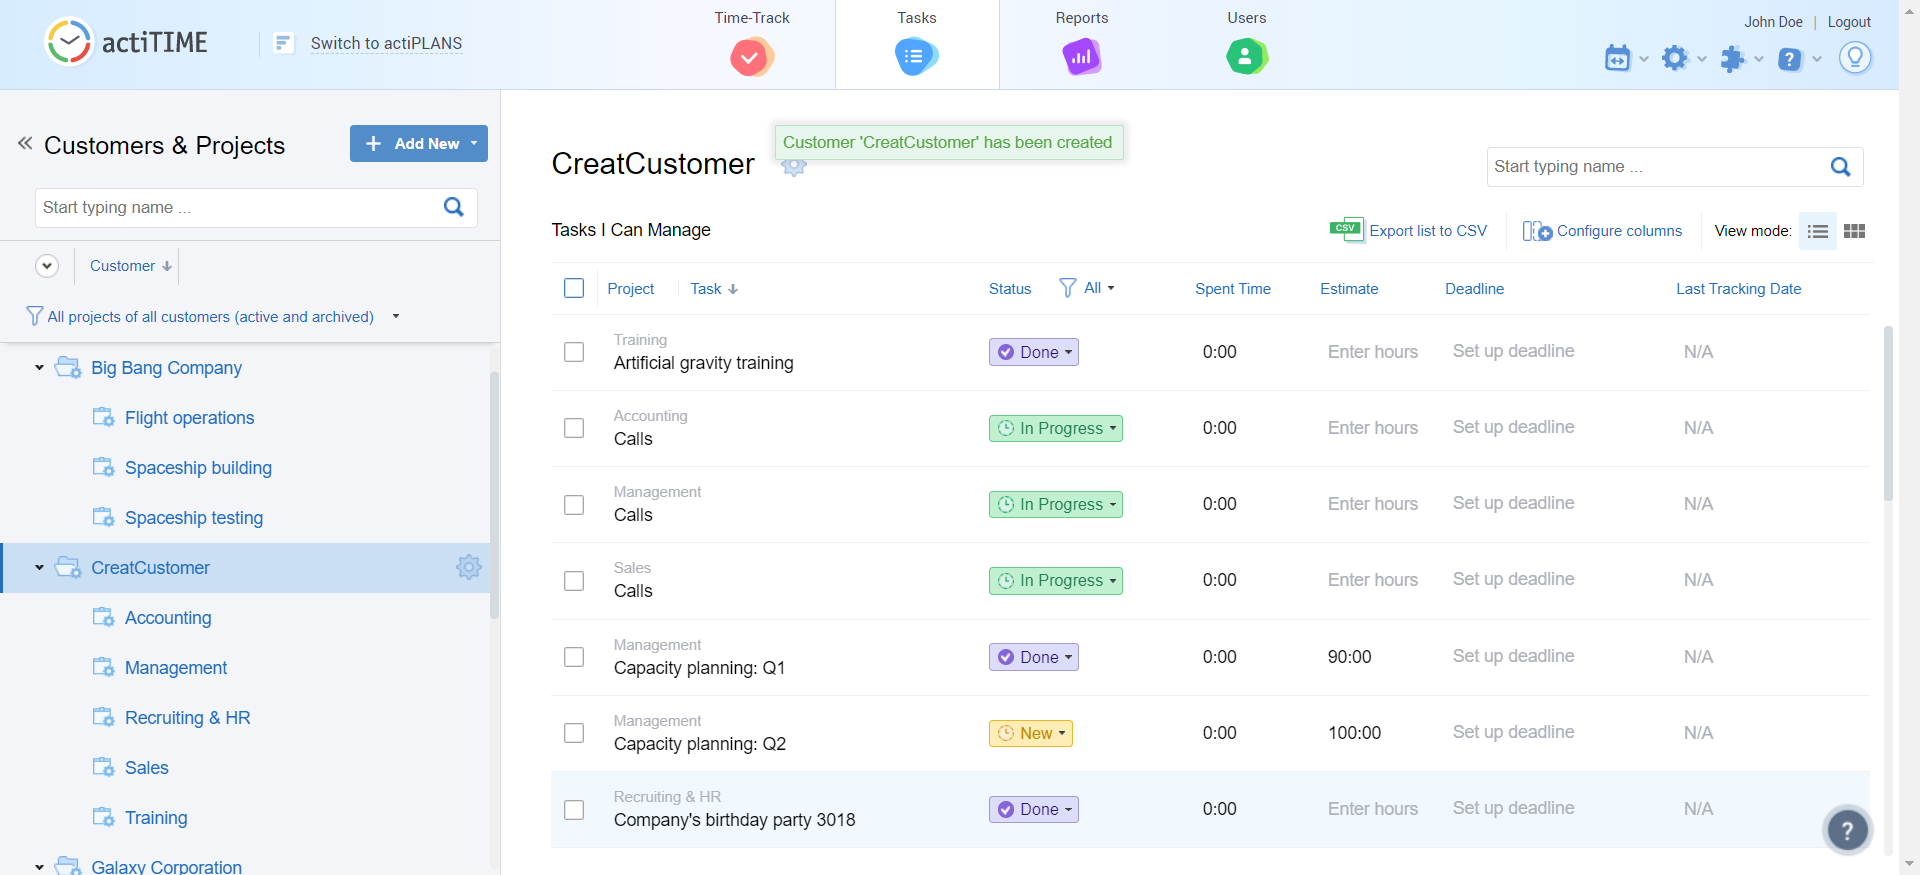 actiTIME
Switch to actiPLANS
Time-Track
Tasks
Reports
Users
John Doe | Logout
Customers & Projects
Add New
Start typing name ...
Customer
All projects of all customers (active and archived)
Big Bang Company
Flight operations
Spaceship building
Spaceship testing
CreatCustomer
Accounting
Management
Recruiting & HR
Sales
Training
Galaxy Corporation
CreatCustomer
Customer 'CreatCustomer' has been created
Start typing name ...
Tasks I Can Manage
CSV Export list to CSV
Configure columns
View mode:
Project Task Status All Spent Time Estimate Deadline Last Tracking Date
Training
Artificial gravity training Done 0:00 Enter hours Set up deadline N/A
Accounting
Calls In Progress 0:00 Enter hours Set up deadline N/A
Management
Calls In Progress 0:00 Enter hours Set up deadline N/A
Sales
Calls In Progress 0:00 Enter hours Set up deadline N/A
Management
Capacity planning: Q1 Done 0:00 90:00 Set up deadline N/A
Management
Capacity planning: Q2 New 0:00 100:00 Set up deadline N/A
Recruiting & HR
Company's birthday party 3018 Done 0:00 Enter hours Set up deadline N/A
?